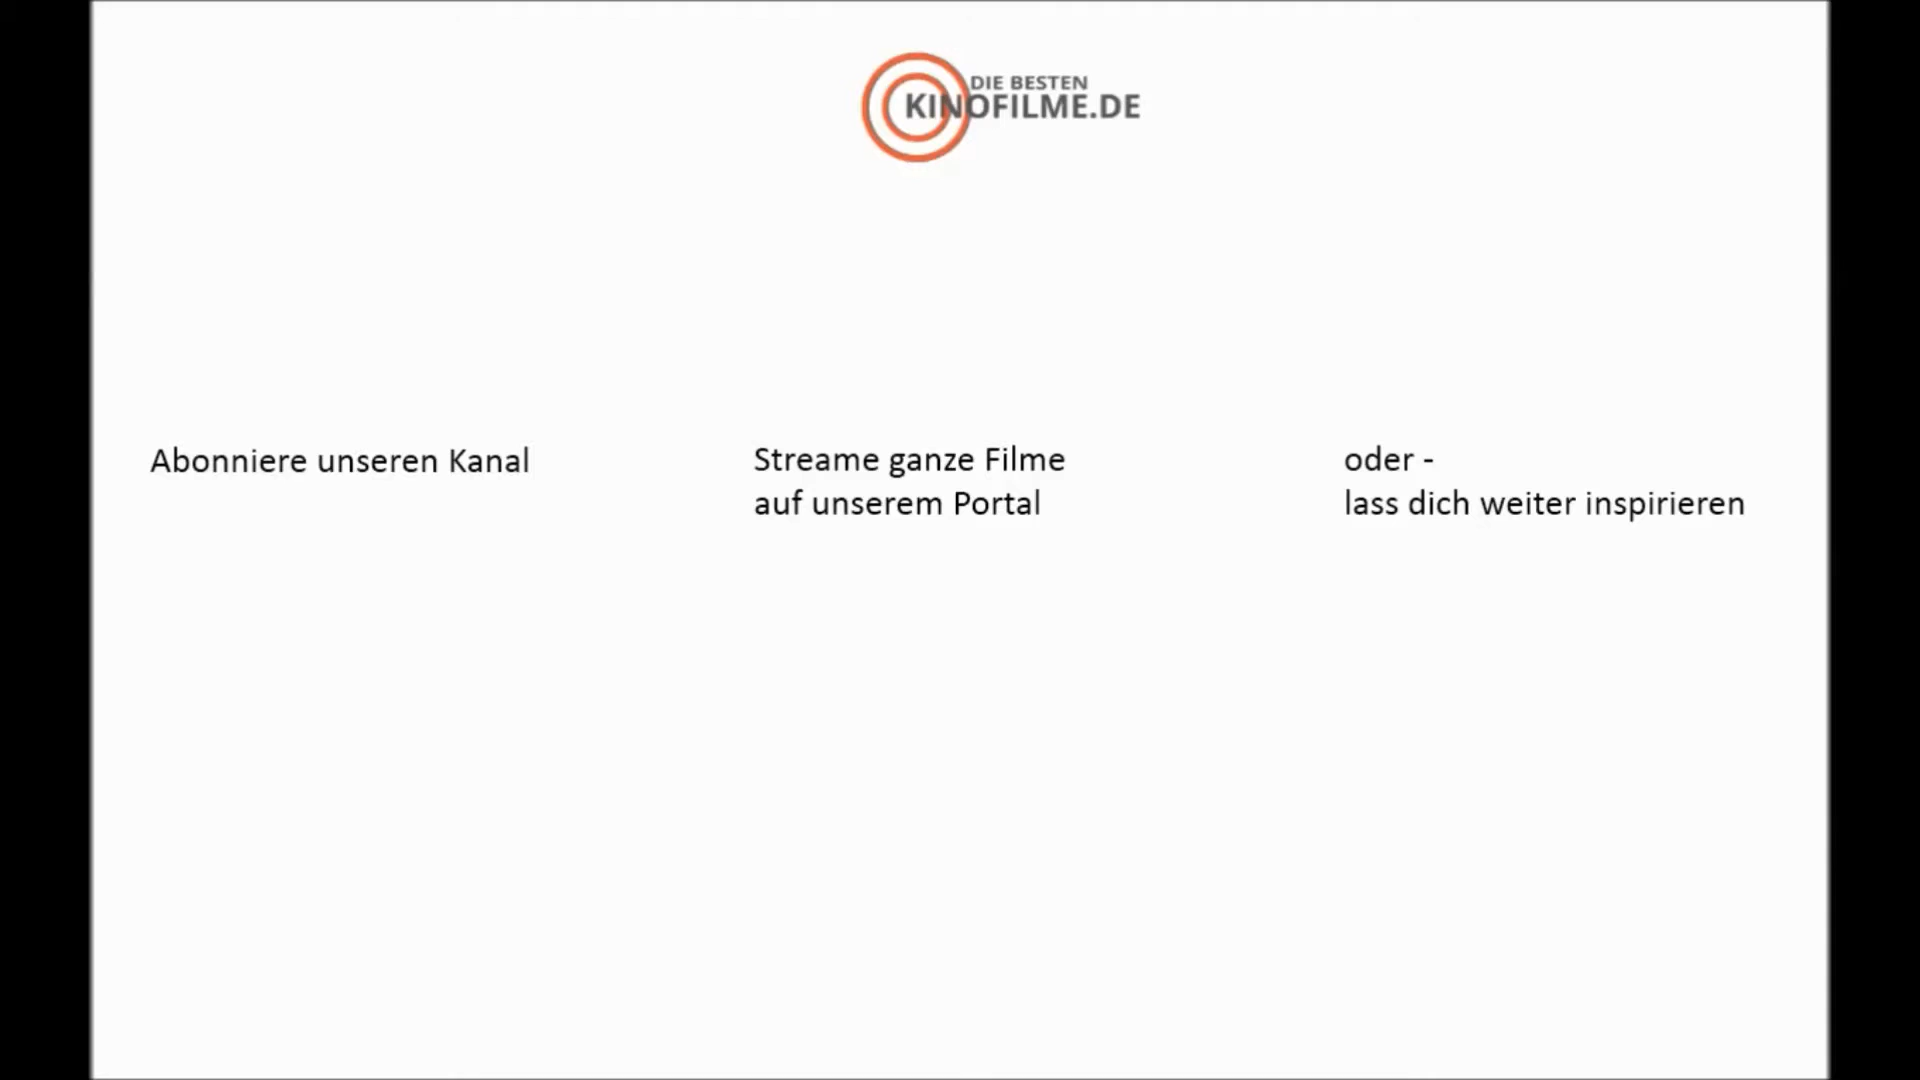 DIE BESTEN
KINOFILME.DE
Abonniere unseren Kanal
Streame ganze Filme
auf unserem Portal
oder -
lass dich weiter inspirieren